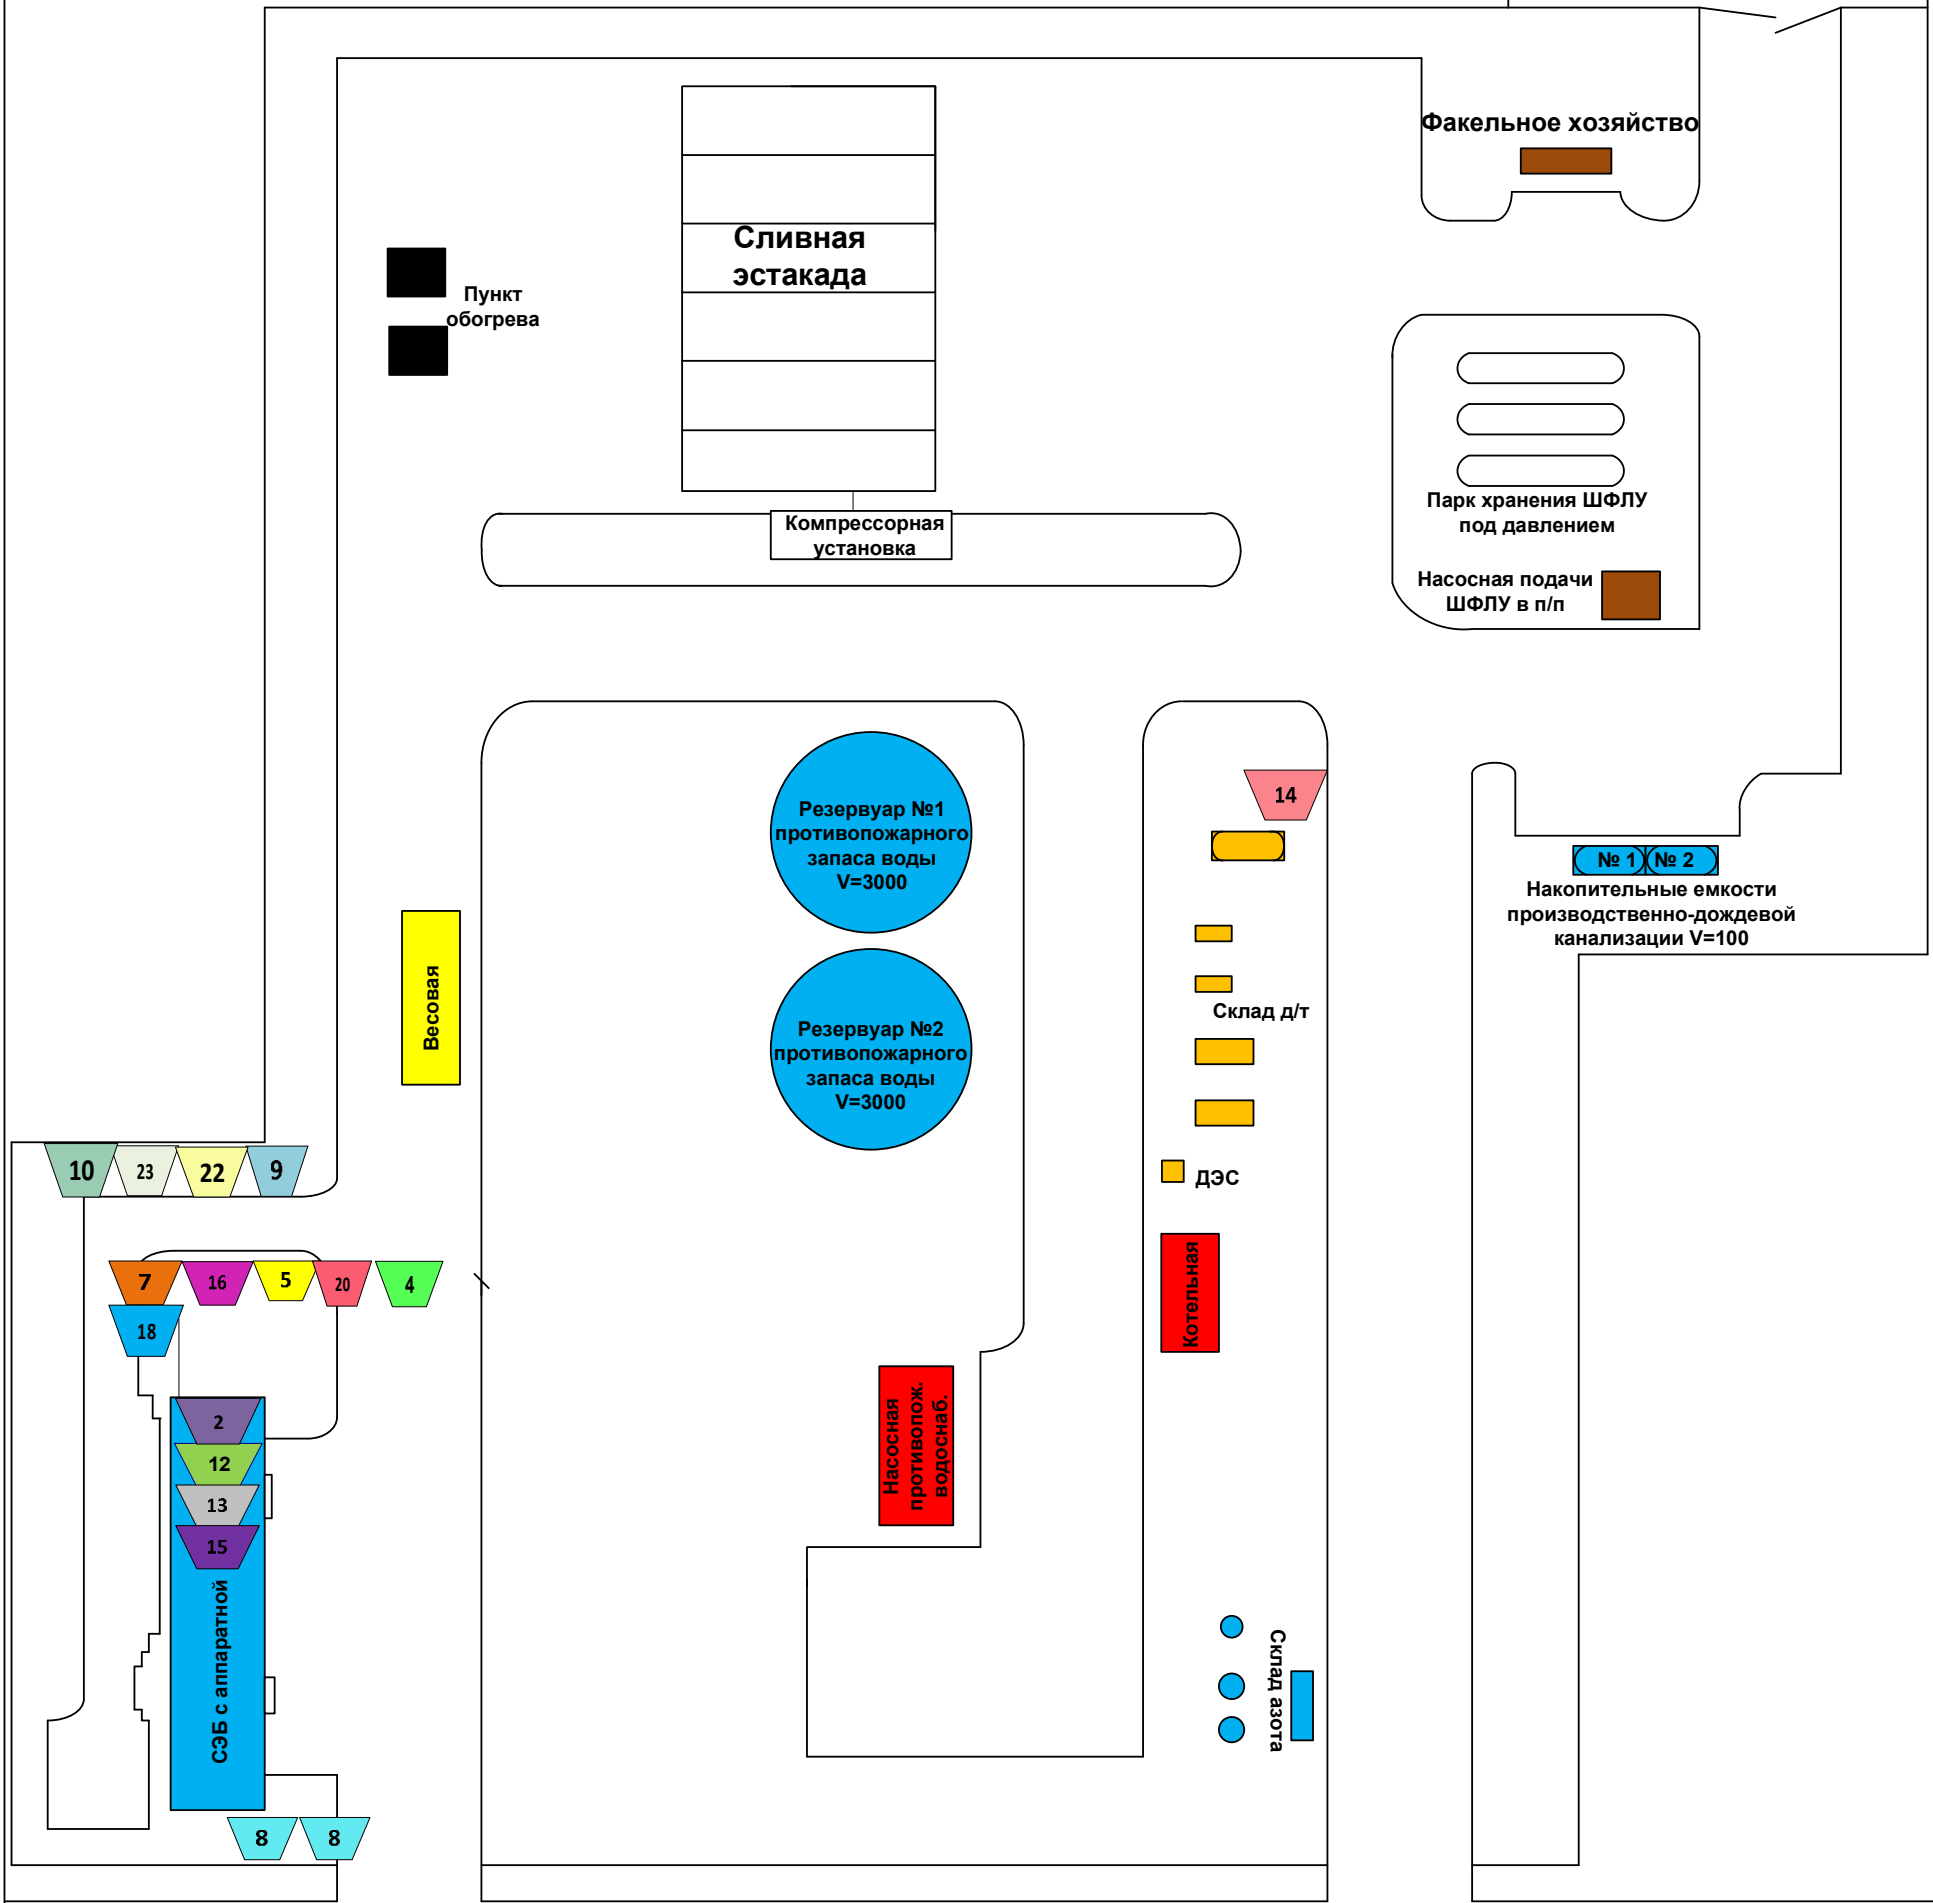 Факельное хозяйство
Сливная
эстакада
Пункт
обогрева
Парк хранения ШФЛУ
под давлением
Компрессорная
установка
Насосная подачи
ШФЛУ в п/п
14
Резервуар №1
противопожарного
запаса воды
V=3000
№ 1
№ 2
Накопительные емкости
производственно-дождевой
канализации V=100
Весовая
Склад д/т
Резервуар №2
противопожарного
запаса воды
V=3000
10
23
22
9
ДЭС
7
16
5
20
4
Котельная
18
Насосная
противопож.
водоснаб.
2
12
13
15
СЭБ с аппаратной
Склад азота
8
8